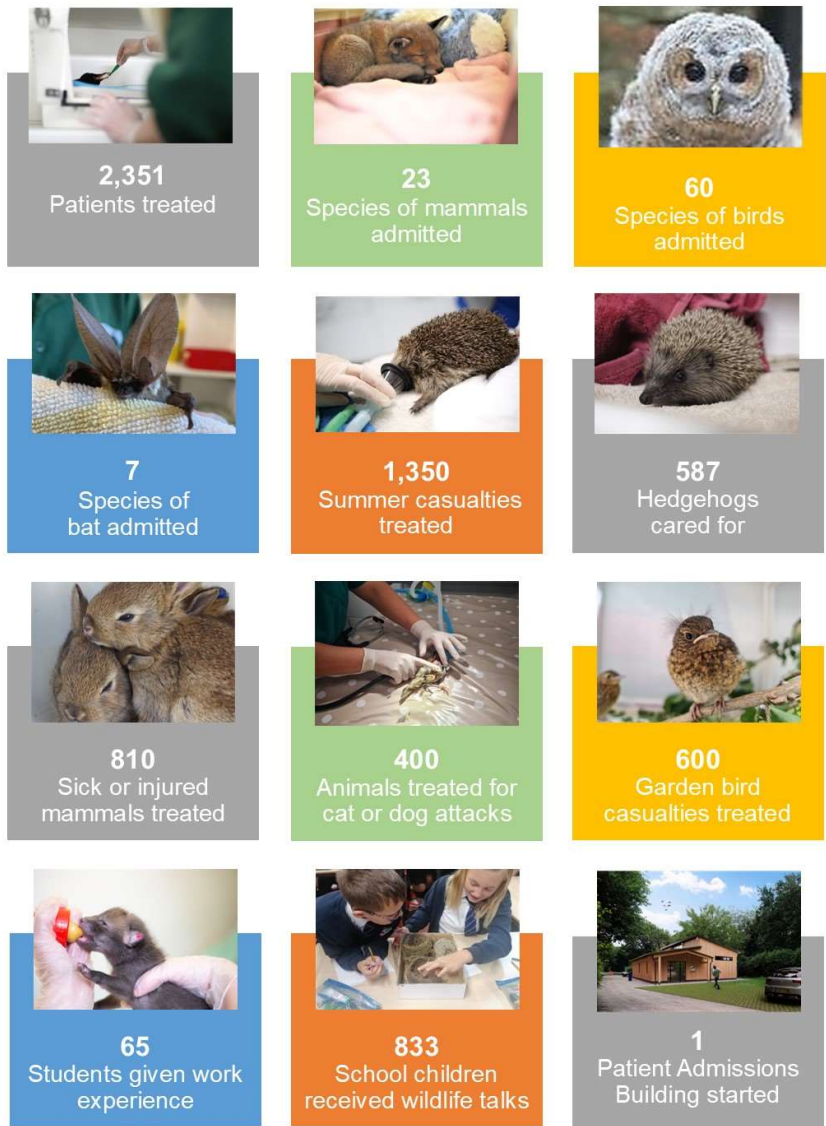 2,351
Patients treated
23
Species of mammals
admitted
60
Species of birds
admitted
7
Species of
bat admitted
1,350
Summer casualties
treated
587
Hedgehogs
cared for
810
Sick or injured
mammals treated
400
Animals treated for
cat or dog attacks
600
Garden bird
casualties treated
65
Students given work
experience
833
School children
received wildlife talks
1
Patient Admissions
Building started